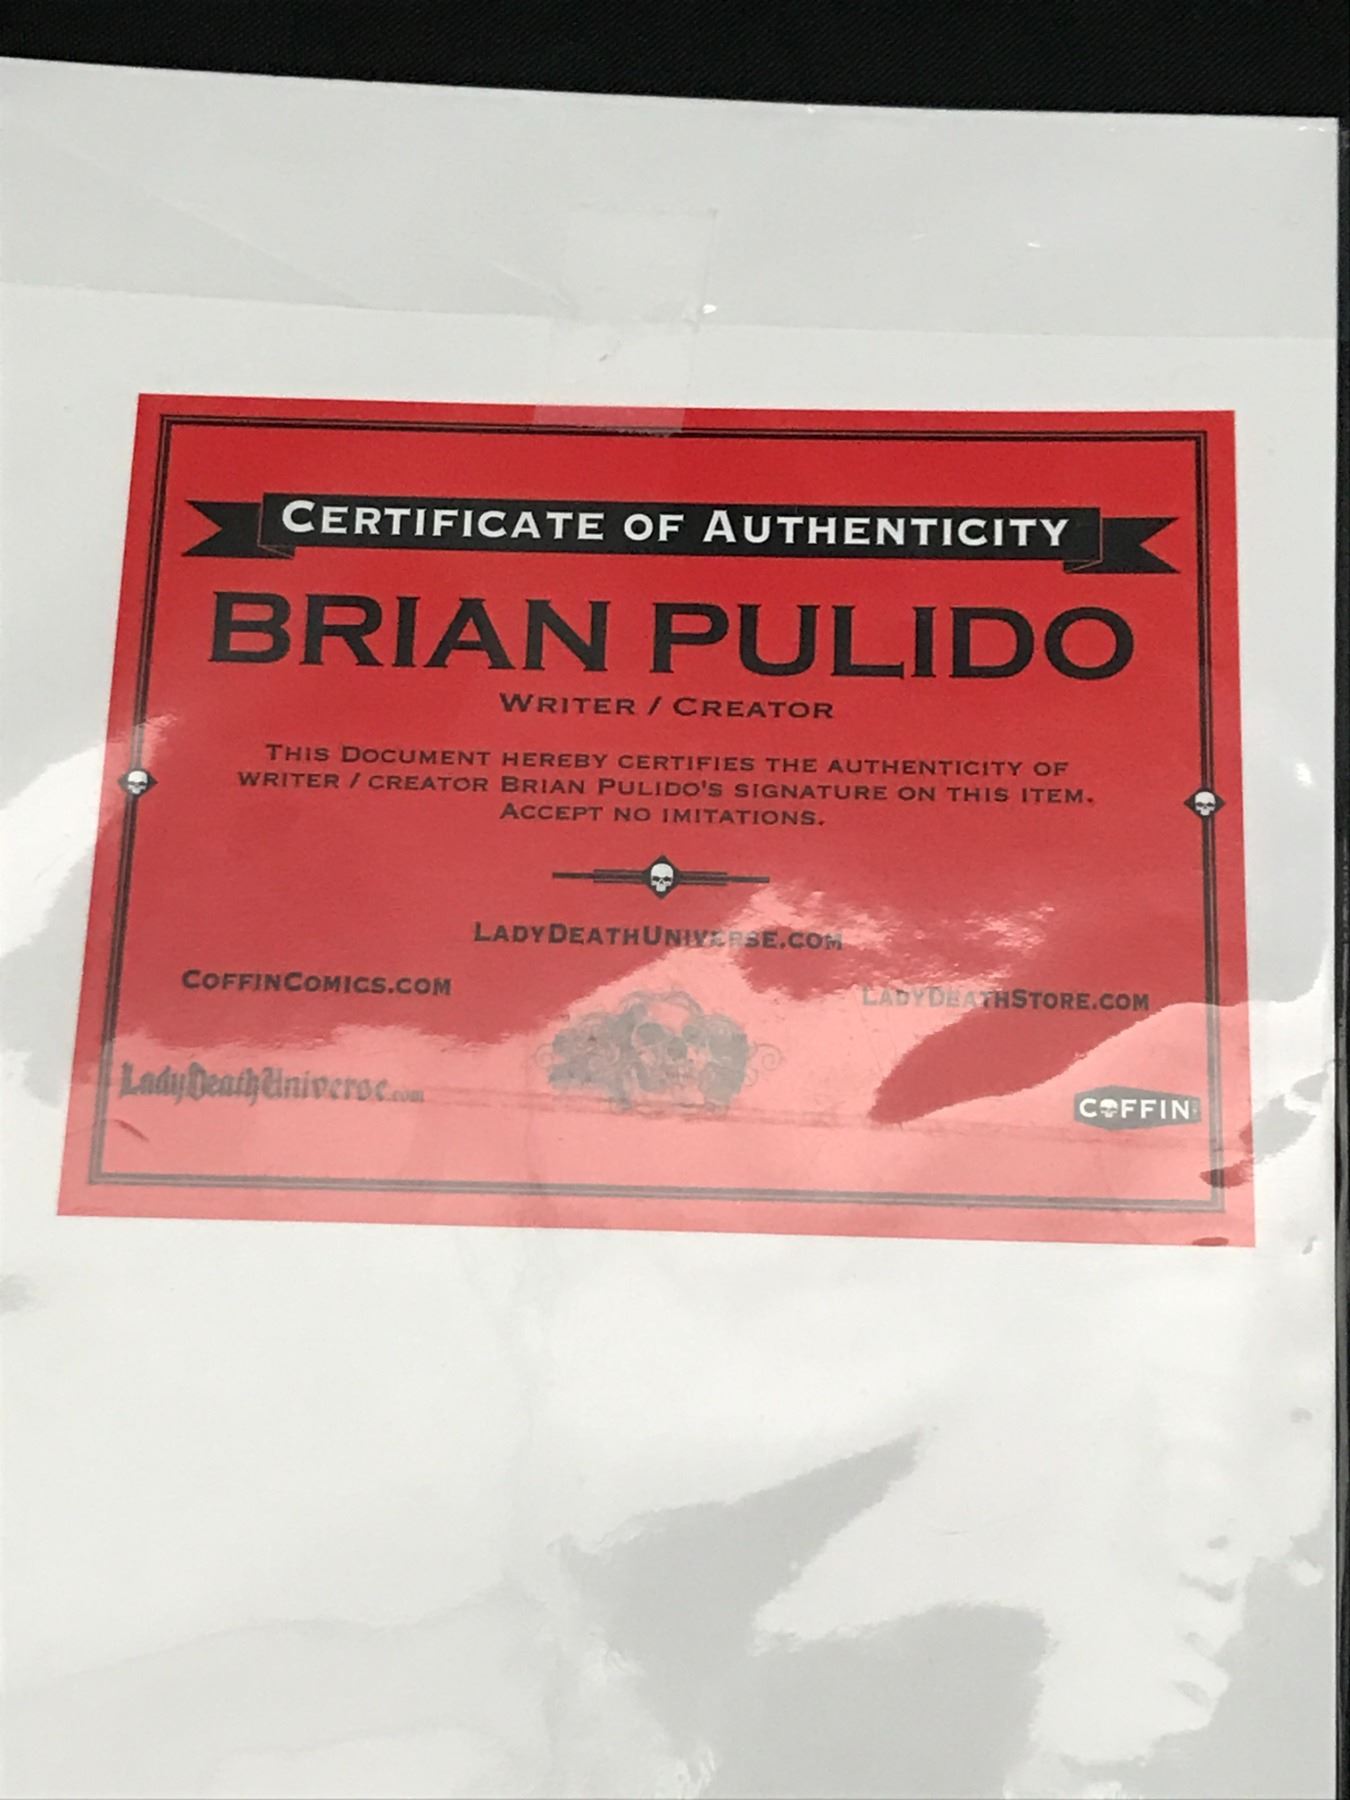 CERTIFICATE OF AUTHENTICITY
BRIAN PULIDO
WRITER / CREATOR
THIS DOCUMENT HEREBY CERTIFIES THE AUTHENTICITY OF
WRITER / CREATOR BRIAN PULIDO'S SIGNATURE ON THIS ITEM.
ACCEPT NO IMITATIONS.
LADYDEATHUNIVERSE.COM
COFFINCOMICS.COM
LADYDEATHSTORE.COM
LadyDeathUniverse.com
COFFIN